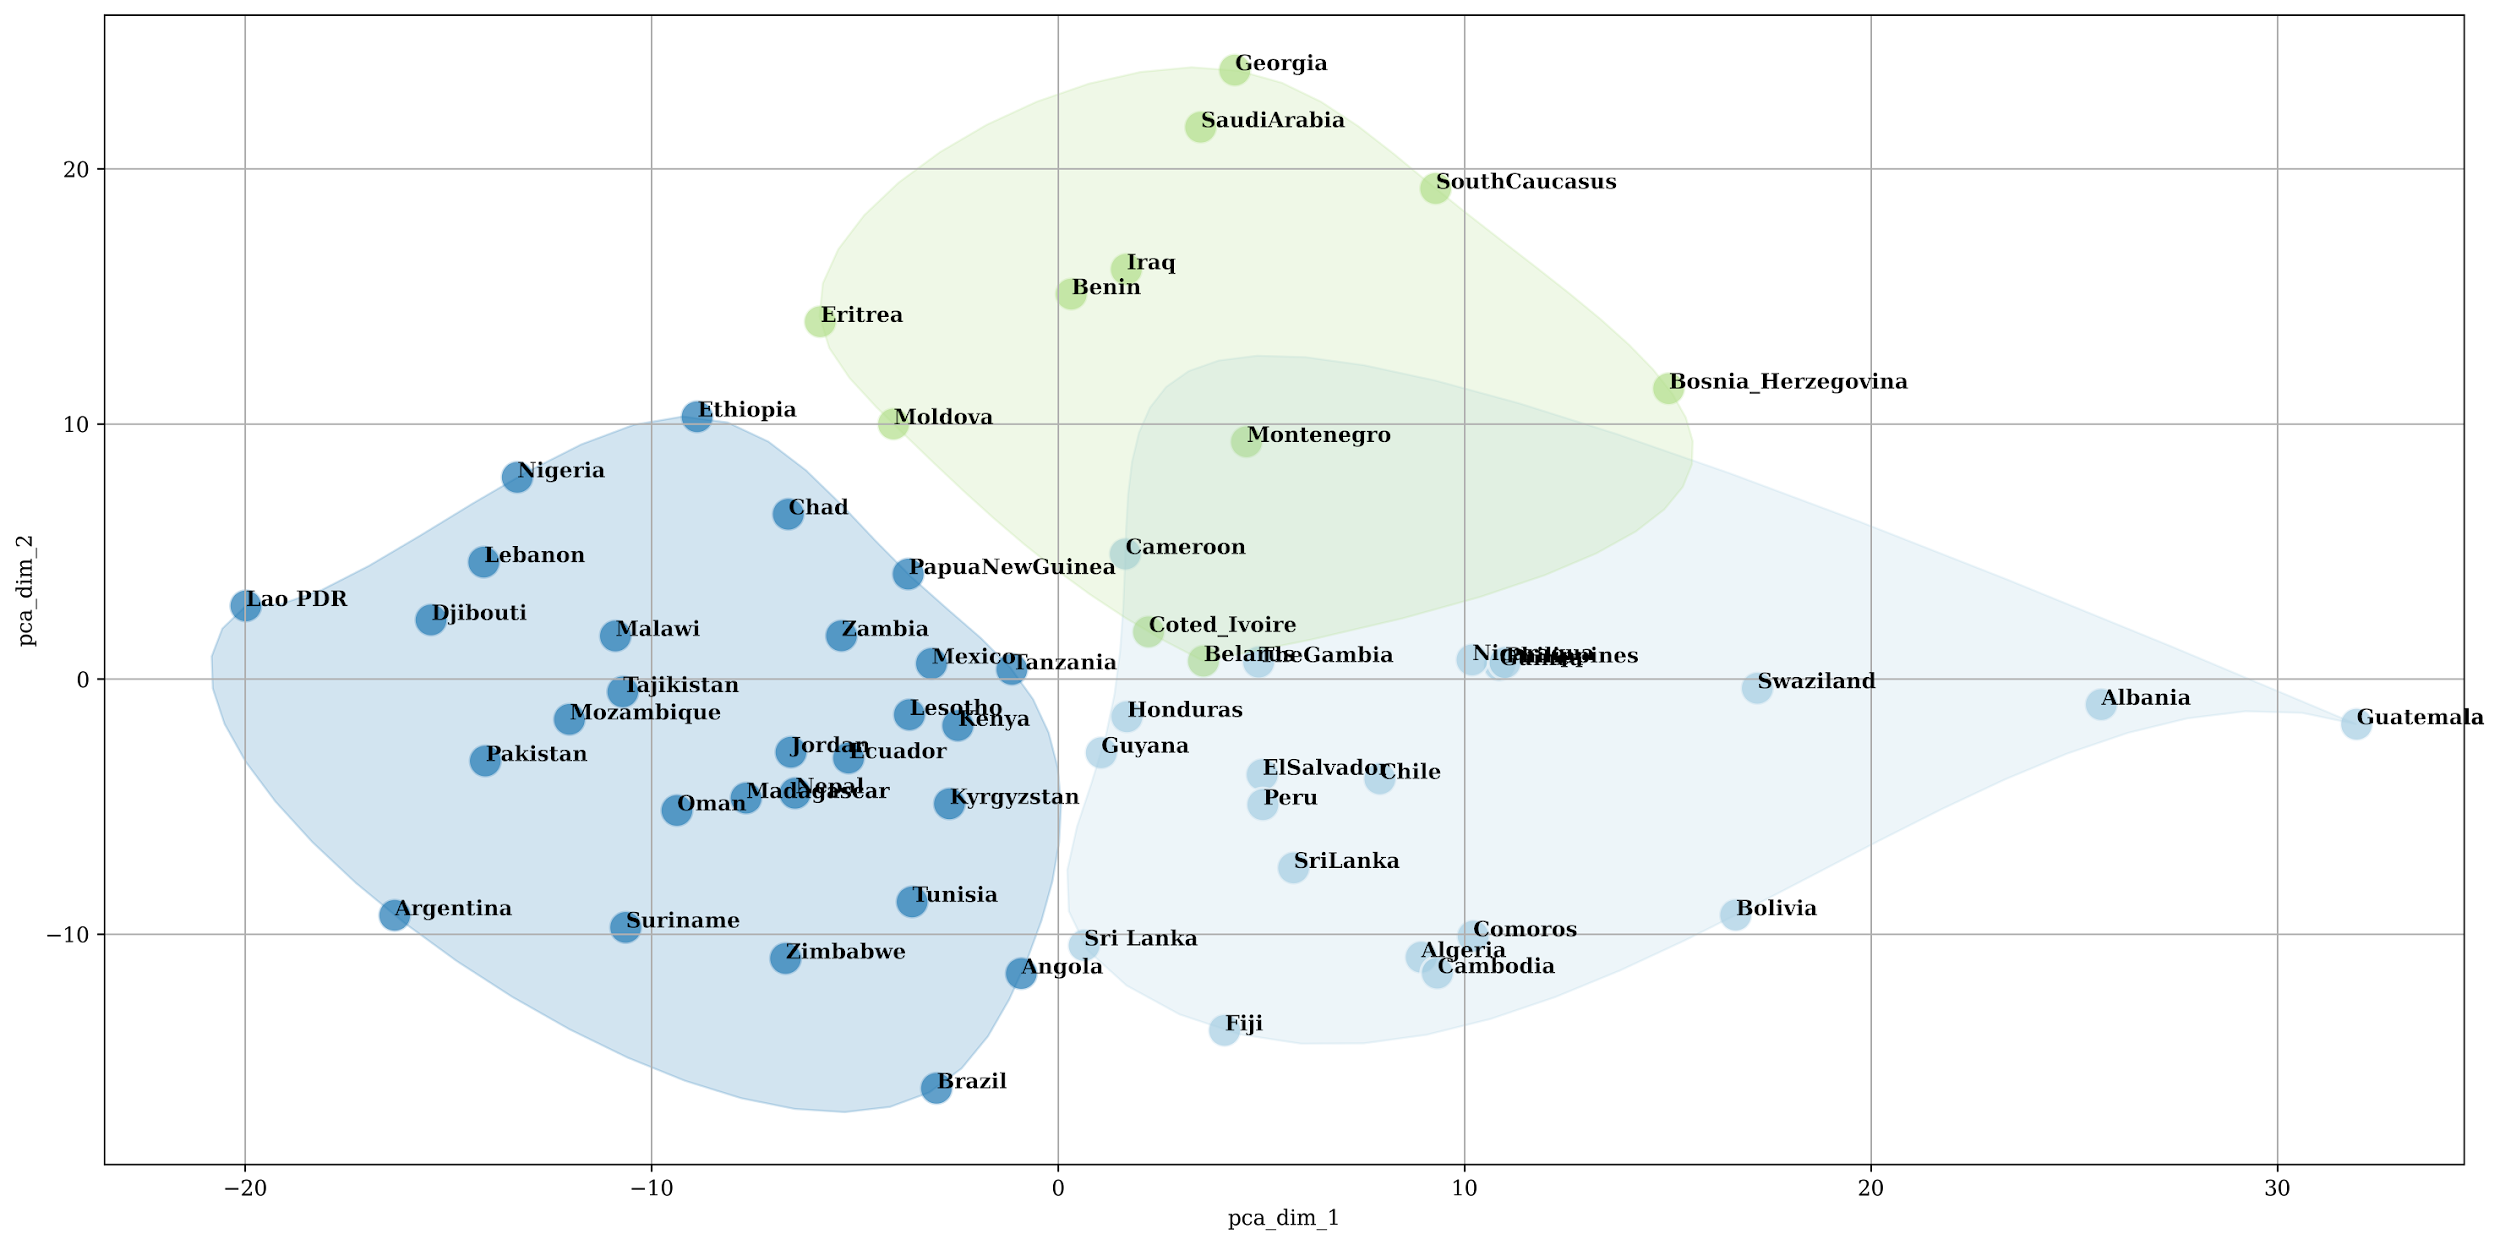 Georgia
SaudiArabia
20
SouthCaucasus
Iraq
Benin
Eritrea
Bosnia_Herzegovina
Ethiopia
Moldova
10
Montenegro
Nigeria
Chad
Cameroon
Lebanon
PapuaNewGuinea
pca_dim_2
Lao PDR
Djibouti
Coted_Ivoire
Malawi
Zambia
Mexico
Tanzania
Belarus
TheGambia
0
Tajikistan
Swaziland
Albania
Mozambique
Lesotho
Kenya
Honduras
Guatemala
Jordan
Ecuador
Guyana
Pakistan
ElSalvador
Chile
Nepal
Madagascar
Oman
Kyrgyzstan
Peru
SriLanka
Tunisia
Argentina
Suriname
Bolivia
−10
Comoros
Sri Lanka
Zimbabwe
Algeria
Angola
Cambodia
Fiji
Brazil
−20
−10
0
10
20
30
pca_dim_1